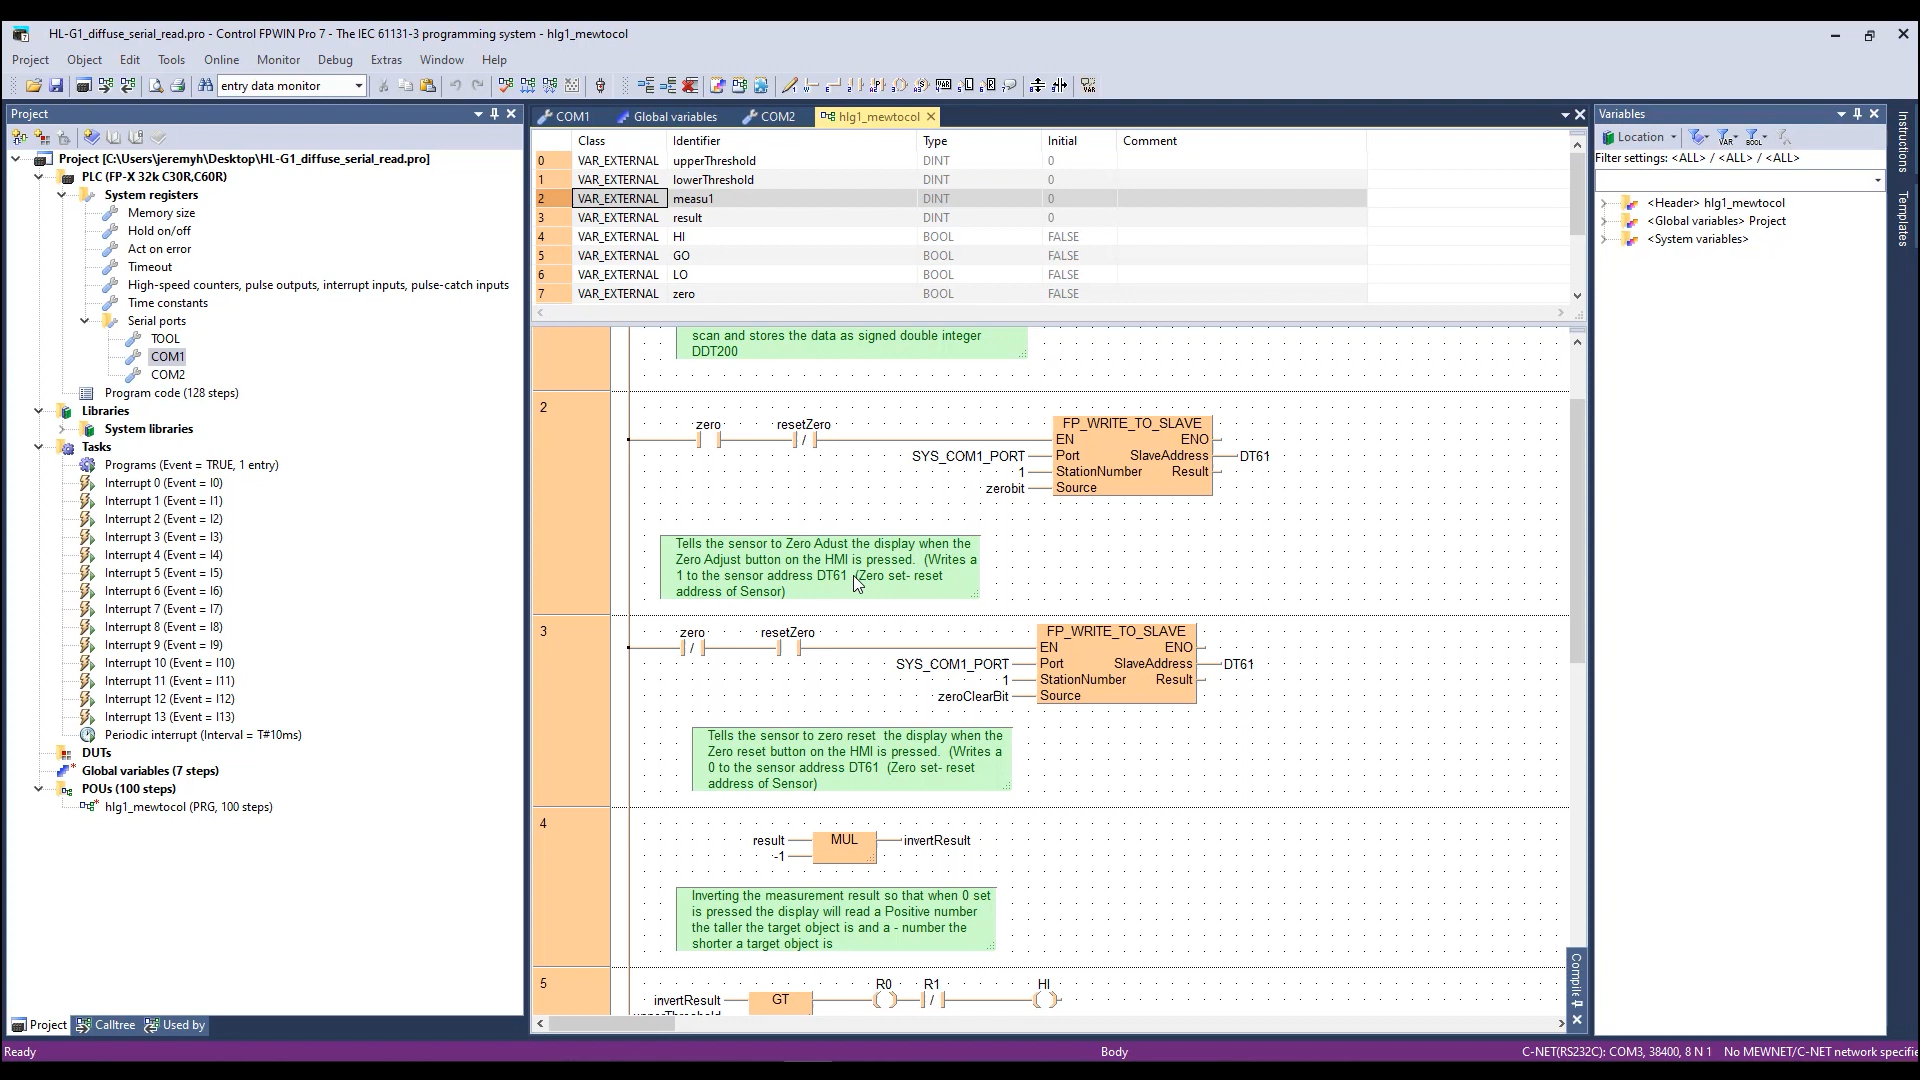 HL-G1_diffuse_serial_read.pro - Control FPWIN Pro 7 - The IEC 61131-3 programming system - hlg1_mewtocol
Project Object Edit Tools Online Monitor Debug Extras Window Help
entry data monitor
Project
Project [C:\Users\jeremyh\Desktop\HL-G1_diffuse_serial_read.pro]
PLC (FP-X 32k C30R,C60R)
System registers
Memory size
Hold on/off
Act on error
Timeout
High-speed counters, pulse outputs, interrupt inputs, pulse-catch inputs
Time constants
Serial ports
TOOL
COM1
COM2
Program code (128 steps)
Libraries
System libraries
Tasks
Programs (Event = TRUE, 1 entry)
Interrupt 0 (Event = I0)
Interrupt 1 (Event = I1)
Interrupt 2 (Event = I2)
Interrupt 3 (Event = I3)
Interrupt 4 (Event = I4)
Interrupt 5 (Event = I5)
Interrupt 6 (Event = I6)
Interrupt 7 (Event = I7)
Interrupt 8 (Event = I8)
Interrupt 9 (Event = I9)
Interrupt 10 (Event = I10)
Interrupt 11 (Event = I11)
Interrupt 12 (Event = I12)
Interrupt 13 (Event = I13)
Periodic interrupt (Interval = T#10ms)
DUTs
Global variables (7 steps)
POUs (100 steps)
hlg1_mewtocol (PRG, 100 steps)
Project Calltree Used by
COM1 Global variables COM2 hlg1_mewtocol
Class Identifier Type Initial Comment
0 VAR_EXTERNAL upperThreshold DINT 0
1 VAR_EXTERNAL lowerThreshold DINT 0
2 VAR_EXTERNAL measu1 DINT 0
3 VAR_EXTERNAL result DINT 0
4 VAR_EXTERNAL HI BOOL FALSE
5 VAR_EXTERNAL GO BOOL FALSE
6 VAR_EXTERNAL LO BOOL FALSE
7 VAR_EXTERNAL zero BOOL FALSE
scan and stores the data as signed double integer
DDT200
2
zero resetZero FP_WRITE_TO_SLAVE
EN ENO
SYS_COM1_PORT Port SlaveAddress DT61
1 StationNumber Result
zerobit Source
Tells the sensor to Zero Adust the display when the
Zero Adjust button on the HMI is pressed. (Writes a
1 to the sensor address DT61 (Zero set- reset
address of Sensor)
3
zero resetZero FP_WRITE_TO_SLAVE
EN ENO
SYS_COM1_PORT Port SlaveAddress DT61
1 StationNumber Result
zeroClearBit Source
Tells the sensor to zero reset the display when the
Zero reset button on the HMI is pressed. (Writes a
0 to the sensor address DT61 (Zero set- reset
address of Sensor)
4
result MUL invertResult
-1
Inverting the measurement result so that when 0 set
is pressed the display will read a Positive number
the taller the target object is and a - number the
shorter a target object is
5
R0 R1 HI
invertResult GT
Variables
Location
Filter settings: <ALL> / <ALL> / <ALL>
<Header> hlg1_mewtocol
<Global variables> Project
<System variables>
Instructions
Templates
Ready Body C-NET(RS232C): COM3, 38400, 8 N 1 No MEWNET/C-NET network specifie